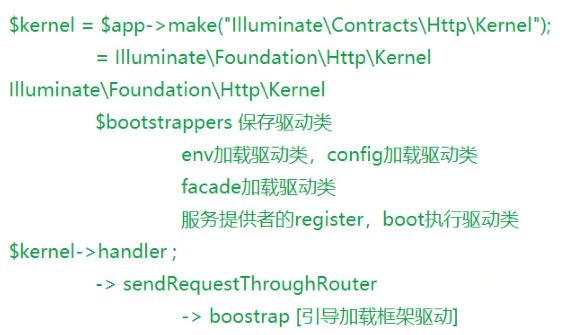 $kernel = $app->make("Illuminate\Contracts\Http\Kernel");
= Illuminate\Foundation\Http\Kernel
Illuminate\Foundation\Http\Kernel
$bootstrappers 保存驱动类
env加载驱动类，config加载驱动类
facade加载驱动类
服务提供者的register，boot执行驱动类
$kernel->handler ;
-> sendRequestThroughRouter
-> boostrap [引导加载框架驱动]